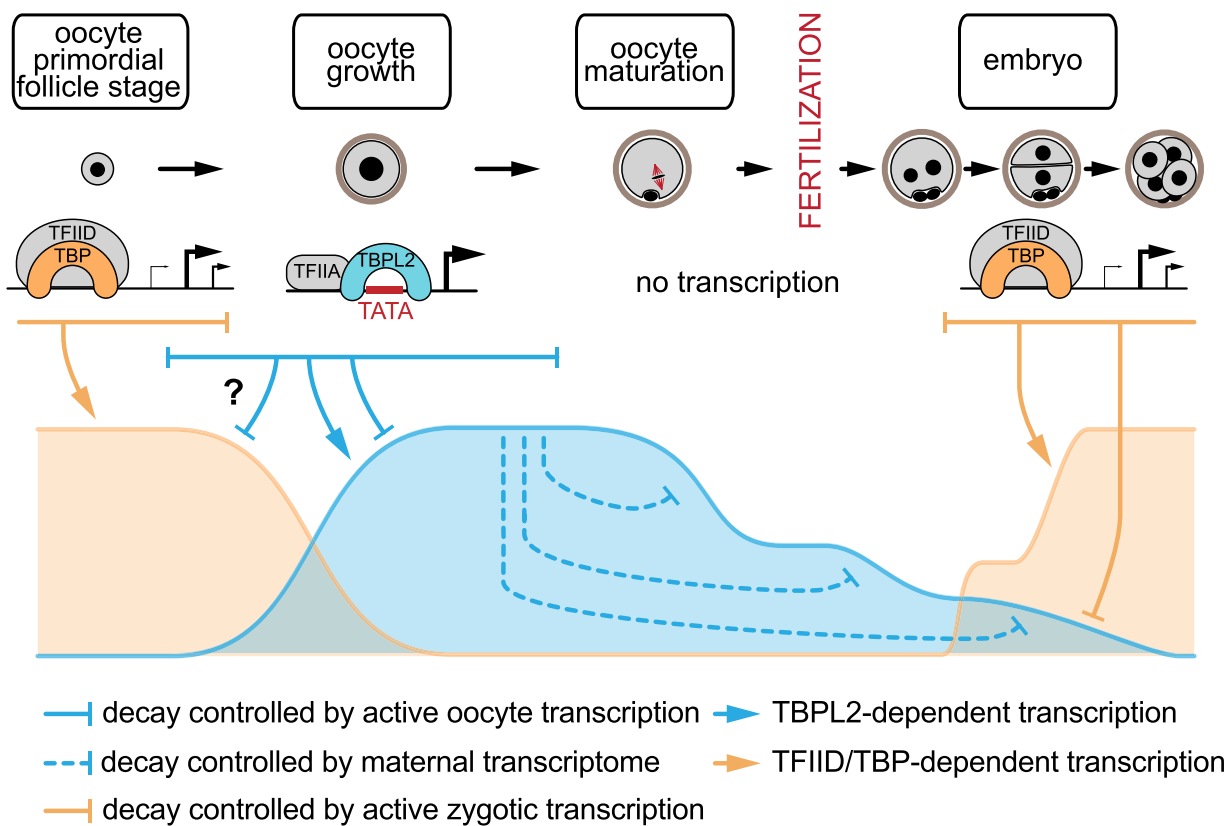 oocyte
primordial
follicle stage
oocyte
growth
oocyte
maturation
FERTILIZATION
embryo
TFIID
TBP
TFIIA
TBPL2
TATA
no transcription
TFIID
TBP
?
decay controlled by active oocyte transcription
TBPL2-dependent transcription
decay controlled by maternal transcriptome
TFIID/TBP-dependent transcription
decay controlled by active zygotic transcription